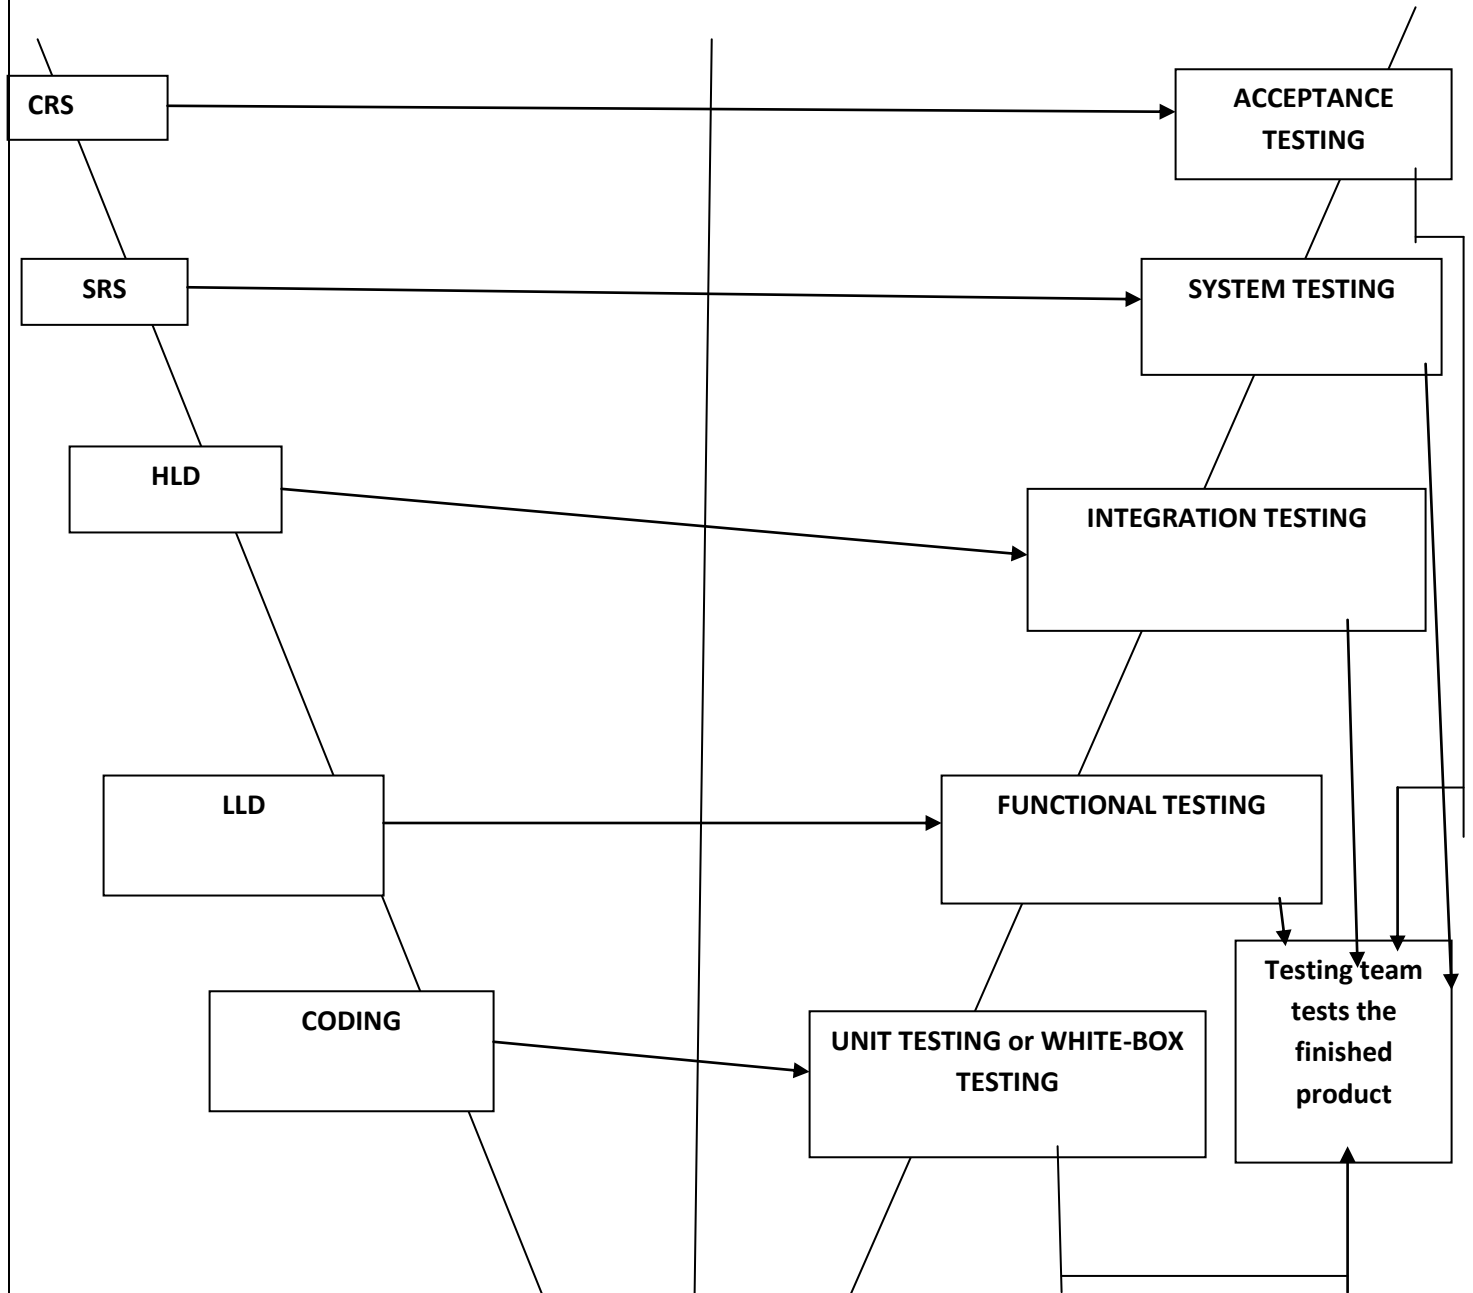 CRS
ACCEPTANCE
TESTING
SRS
SYSTEM TESTING
HLD
INTEGRATION TESTING
LLD
FUNCTIONAL TESTING
CODING
UNIT TESTING or WHITE-BOX
TESTING
Testing team
tests the
finished
product